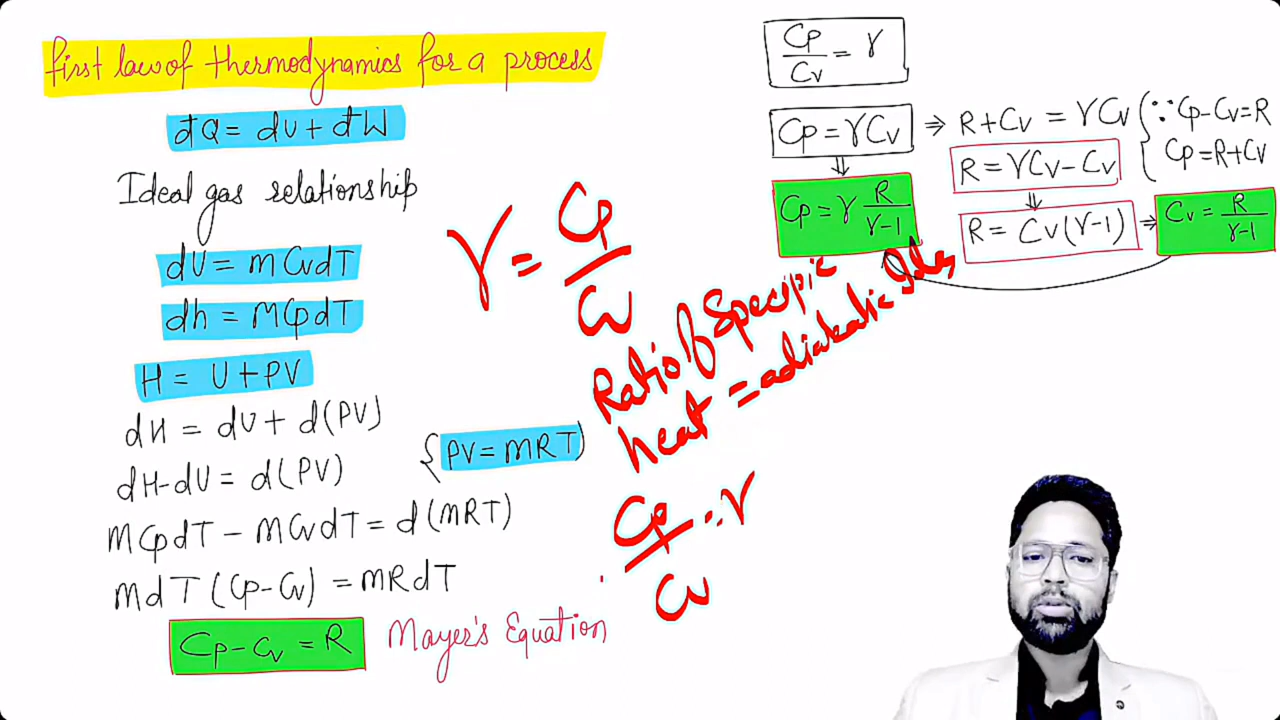 first law of thermodynamics for a process
đQ = dU + đW
Ideal gas relationship
dU = mCvdT
dh = mCpdT
H = U + PV
dH = dU + d(PV)
dH-dU = d(PV)
{PV = mRT}
mCpdT - mCvdT = d(mRT)
mdT (Cp-Cv) = mRdT
Cp-Cv = R Mayer's Equation
γ = Cp/Cv
Ratio of Specific
heat = adiabatic Index
Cp/Cv = γ
Cp/Cv = γ
Cp = γCv ⇒ R+Cv = γCv {∵ Cp-Cv=R
Cp=R+Cv
⇓ R = γCv - Cv
⇓
Cp = γ R/γ-1 R = Cv(γ-1) ⇒ Cv = R/γ-1